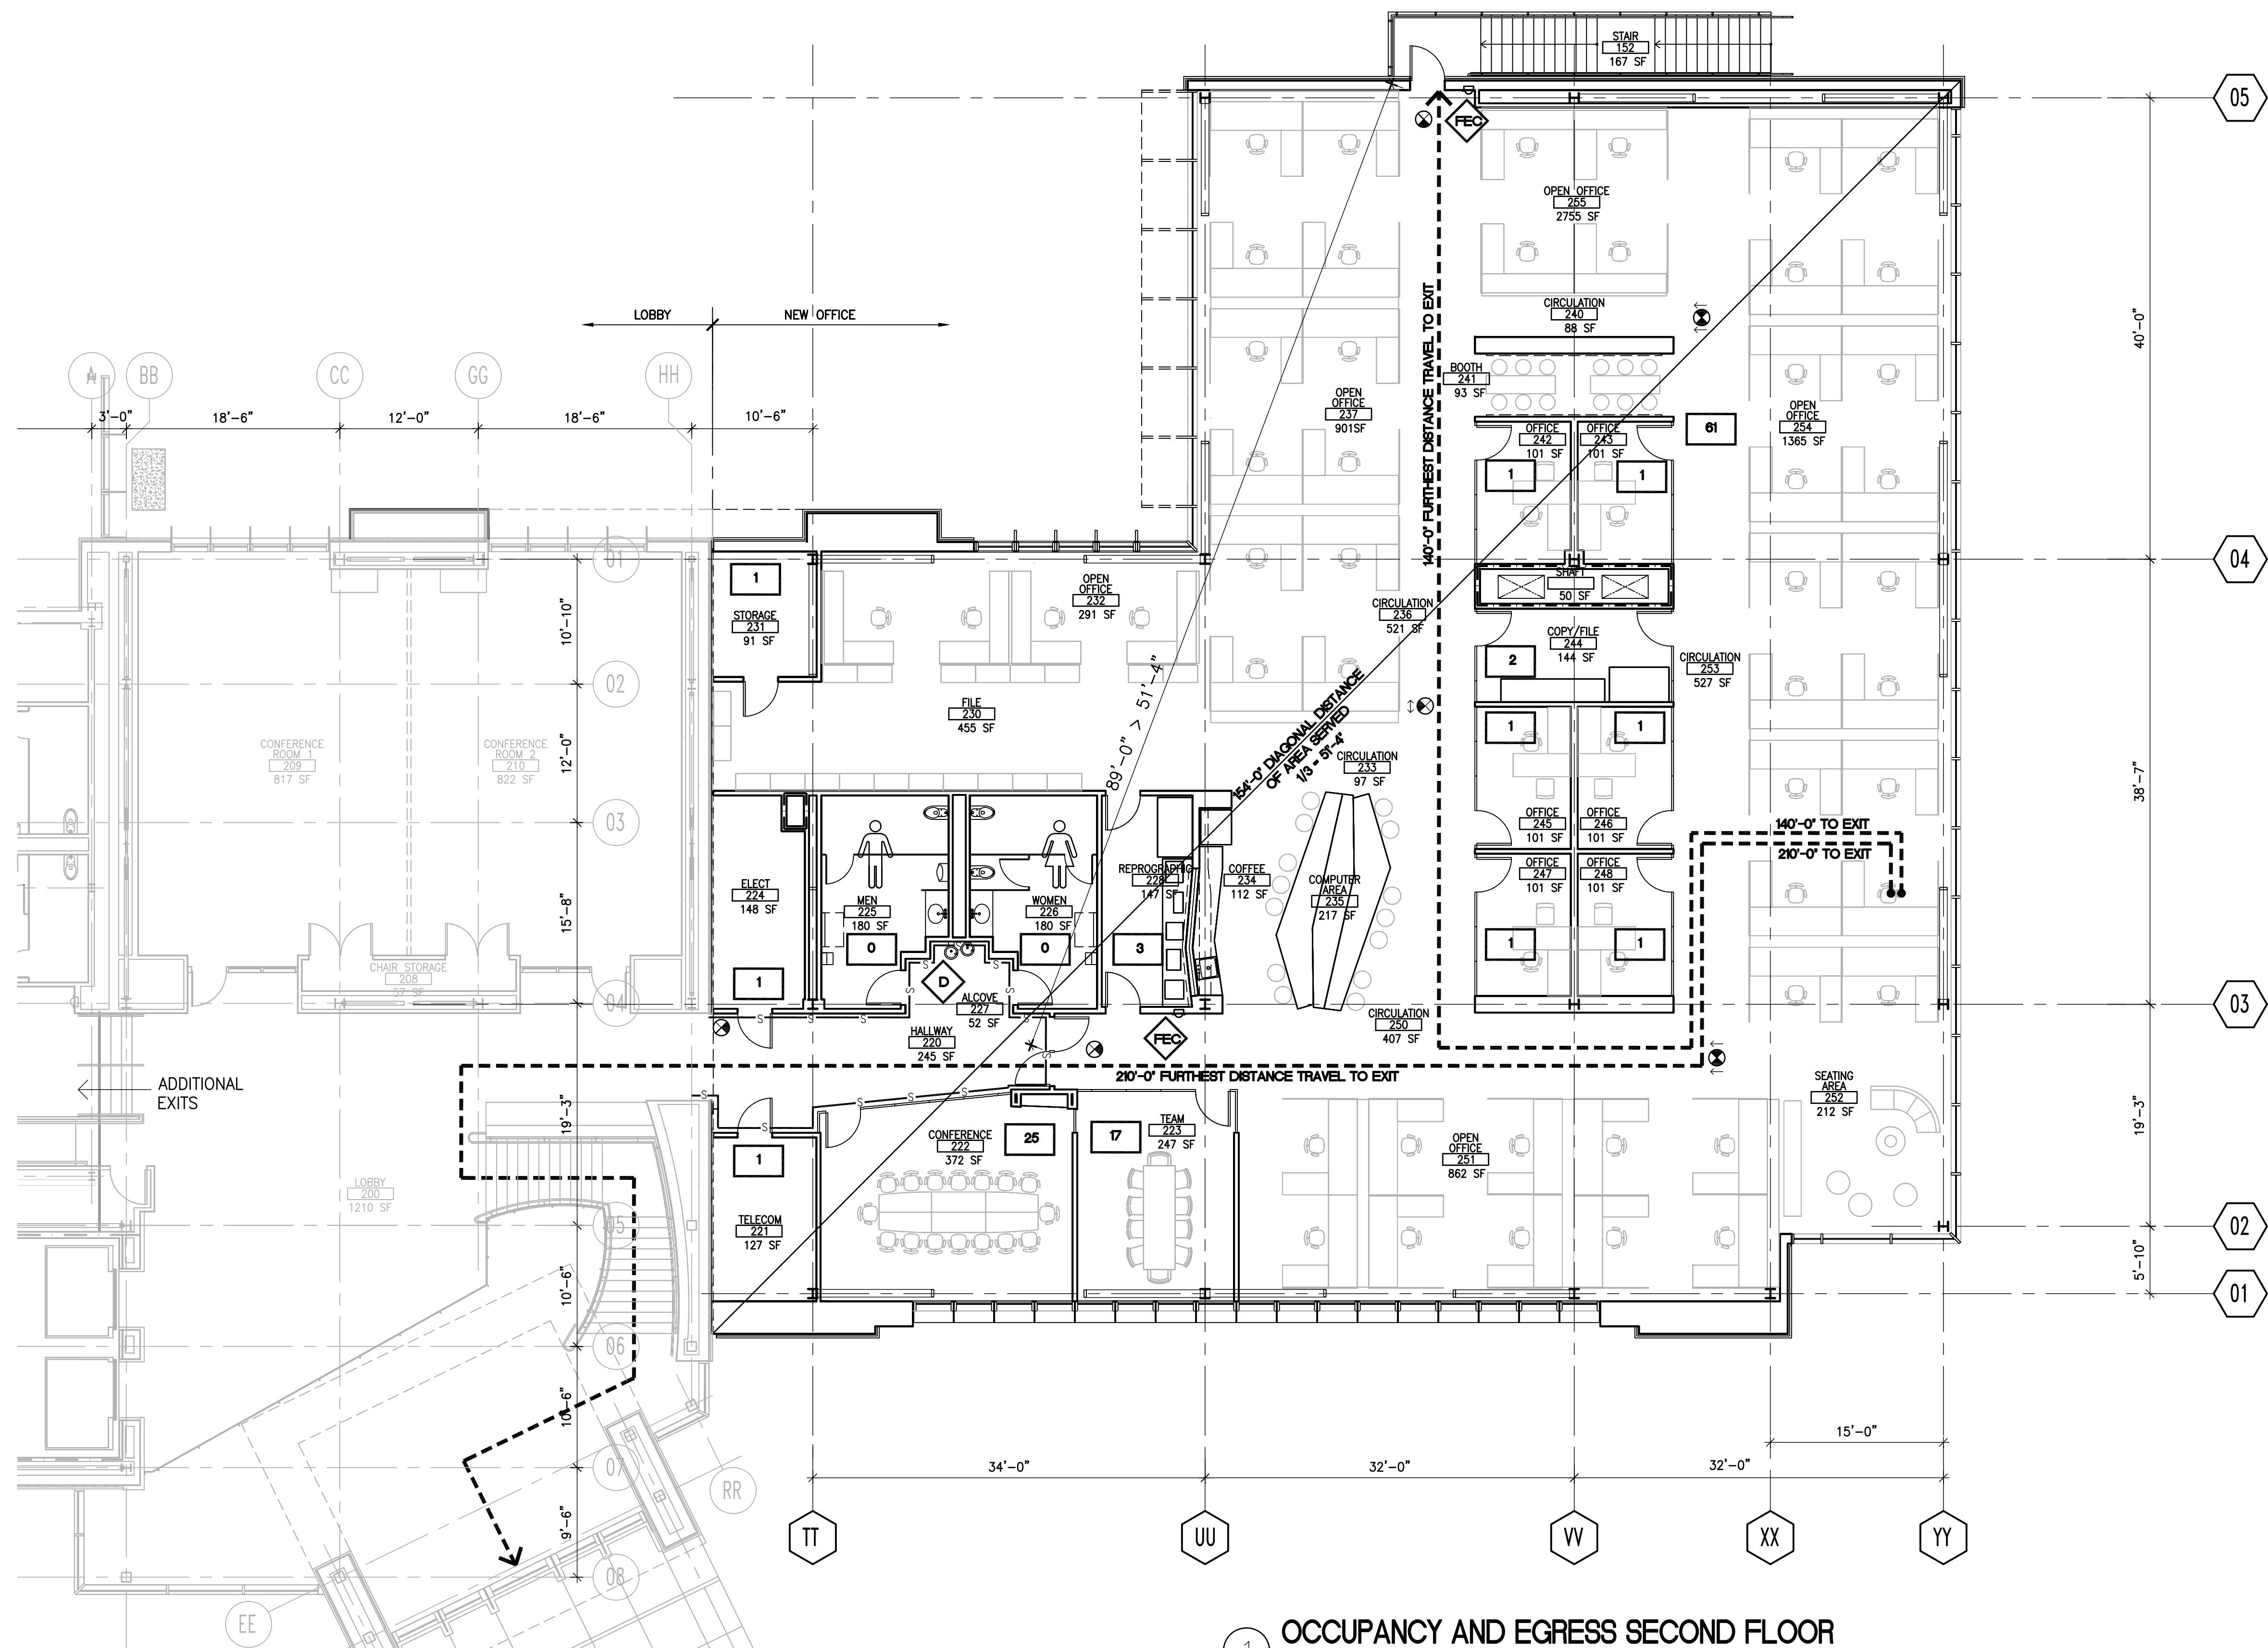 STAIR
152
167 SF
05
FEC
OPEN OFFICE
255
2755 SF
LOBBY
NEW OFFICE
CIRCULATION
240
88 SF
40'-0"
A
BB
CC
GG
HH
3'-0"
18'-6"
12'-0"
18'-6"
10'-6"
BOOTH
241
93 SF
OPEN
OFFICE
237
901SF
140'-0" FURTHEST DISTANCE TRAVEL TO EXIT
OPEN
OFFICE
254
1365 SF
61
OFFICE
242
101 SF
OFFICE
243
101 SF
1
1
01
04
1
STORAGE
231
91 SF
OPEN
OFFICE
232
291 SF
SHAFT
50 SF
CIRCULATION
236
521 SF
COPY/FILE
244
144 SF
2
CIRCULATION
253
527 SF
10'-10"
02
FILE
230
455 SF
89'-0" > 51'-4"
154'-0" DIAGONAL DISTANCE
OF AREA SERVED
1/3 = 51'-4"
1
1
CONFERENCE
ROOM 1
209
817 SF
CONFERENCE
ROOM 2
210
822 SF
12'-0"
CIRCULATION
233
97 SF
38'-7"
03
OFFICE
245
101 SF
OFFICE
246
101 SF
140'-0" TO EXIT
210'-0" TO EXIT
ELECT
224
148 SF
MEN
225
180 SF
WOMEN
226
180 SF
REPROGRAPHIC
228
147 SF
COFFEE
234
112 SF
COMPUTER
AREA
235
217 SF
OFFICE
247
101 SF
OFFICE
248
101 SF
15'-8"
0
0
3
1
1
CHAIR STORAGE
208
57 SF
1
D
ALCOVE
227
52 SF
04
03
S
S
S
S
S
S
S
S
S
HALLWAY
220
245 SF
FEC
CIRCULATION
250
407 SF
210'-0" FURTHEST DISTANCE TRAVEL TO EXIT
ADDITIONAL
EXITS
S
S
S
S
S
19'-3"
CONFERENCE
222
372 SF
25
17
TEAM
223
247 SF
OPEN
OFFICE
251
862 SF
SEATING
AREA
252
212 SF
19'-3"
1
LOBBY
200
1210 SF
TELECOM
221
127 SF
05
02
10'-6"
5'-10"
01
06
10'-6"
07
RR
15'-0"
34'-0"
32'-0"
32'-0"
9'-6"
08
TT
UU
VV
XX
YY
EE
1
OCCUPANCY AND EGRESS SECOND FLOOR